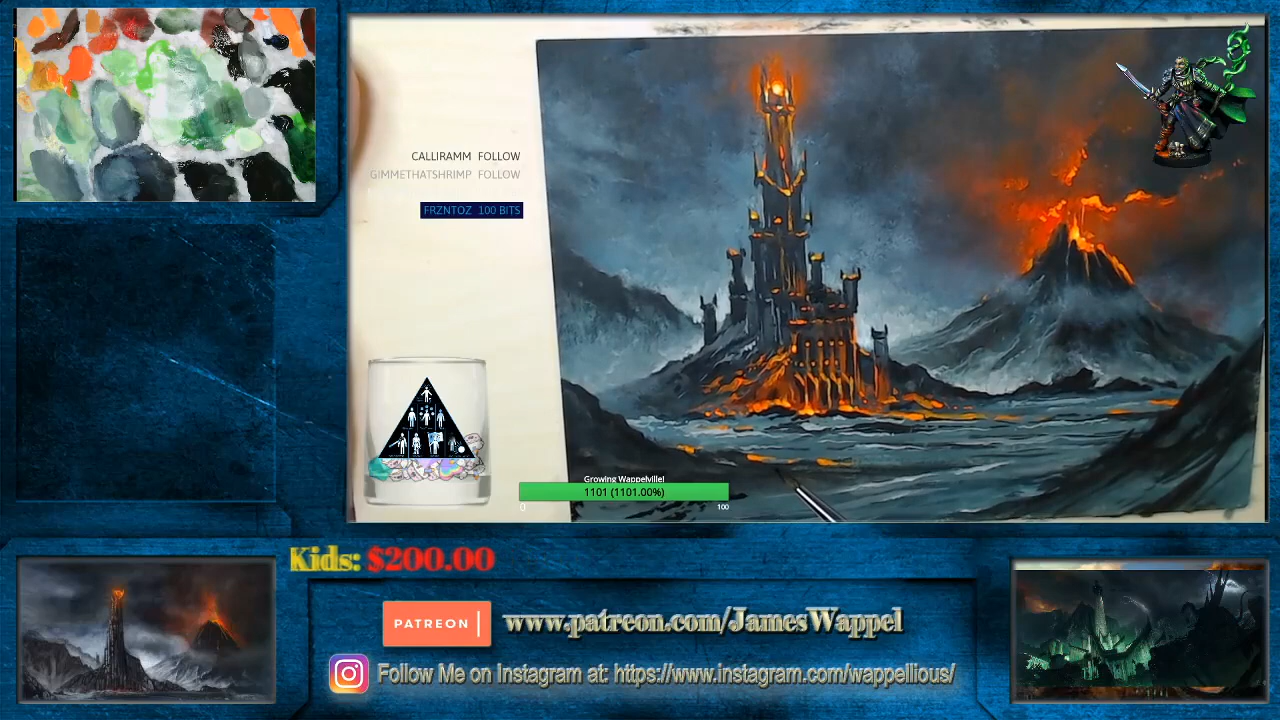 CALLIRAMM FOLLOW
GIMMETHATSHRIMP FOLLOW
FRZNTOZ 100 BITS
Growing Wappelville!
1101 (1101.00%)
0
100
Kids: $200.00
PATREON
www.patreon.com/JamesWappel
Follow Me on Instagram at: https://www.instagram.com/wappellious/